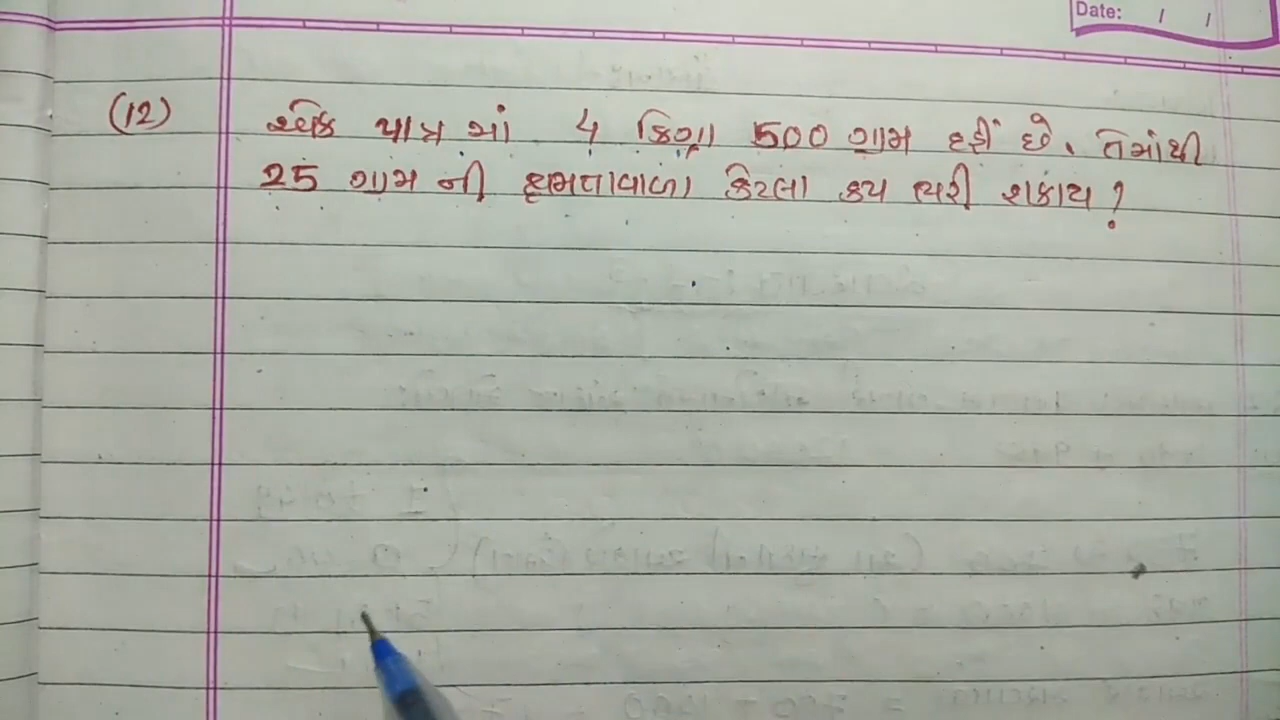 Date: / /
(12) એક પાત્ર માં 4 કિગ્રા 500 ગ્રામ દહીં છે. તેમાંથી
25 ગ્રામ ની ક્ષમતાવાળા કેટલા કપ ભરી શકાય?